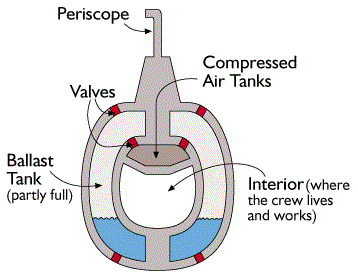 Periscope
Compressed
Air Tanks
Valves
Ballast
Tank
(partly full)
Interior (where
the crew lives
and works)